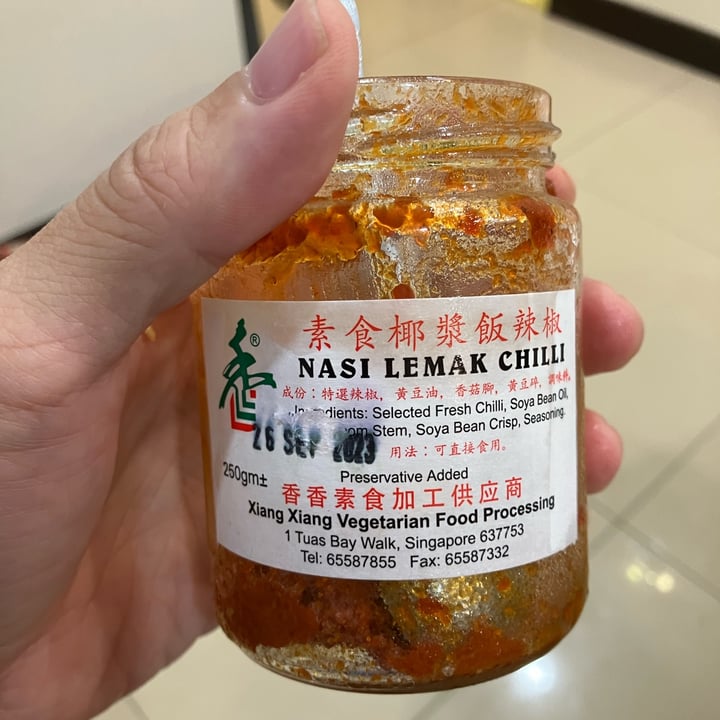 素食椰漿飯辣椒
®
NASI LEMAK CHILLI
成份：特選辣椒, 黃豆油, 香菇腳, 黃豆碎, 調味料。
Ingredients: Selected Fresh Chilli, Soya Bean Oil,
Stem, Soya Bean Crisp, Seasoning.
26 SEP 2023
用法：可直接食用。
250gm±
Preservative Added
香香素食加工供应商
Xiang Xiang Vegetarian Food Processing
1 Tuas Bay Walk, Singapore 637753
Tel: 65587855 Fax: 65587332